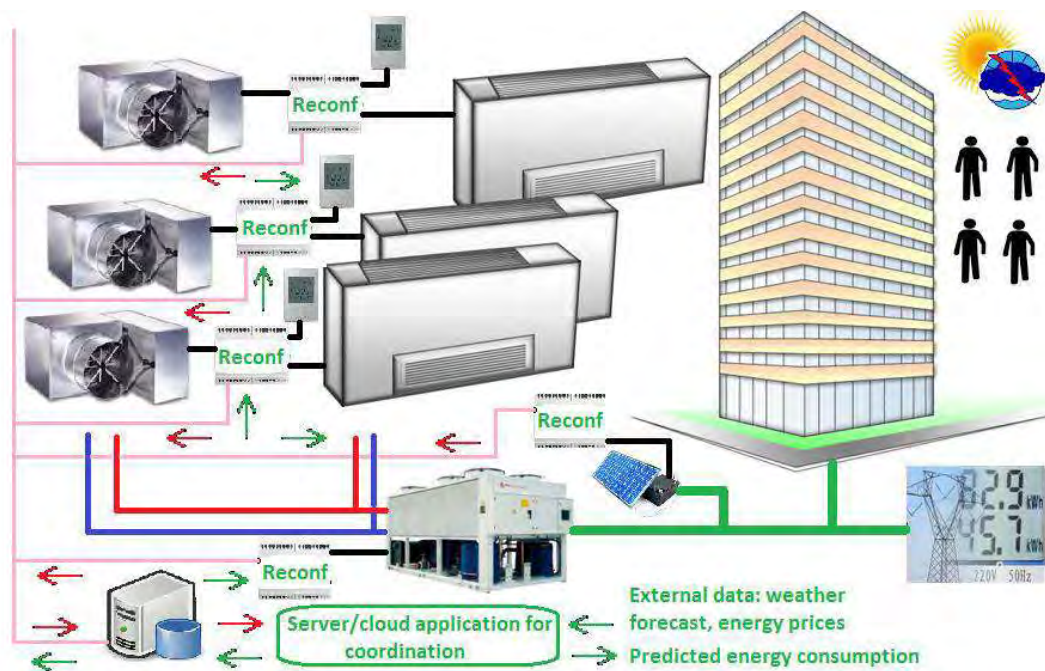 Reconf
Reconf
Reconf
Reconf
82.9 kWh
45.7 kWh
220V 50Hz
Reconf
Server/cloud application for
coordination
External data: weather
forecast, energy prices
Predicted energy consumption